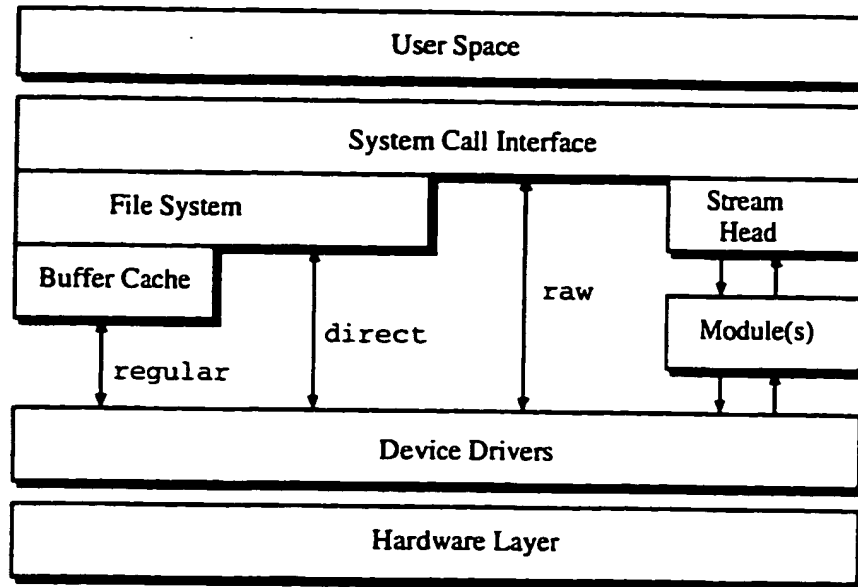 User Space
System Call Interface
File System
Stream
Head
Buffer Cache
raw
direct
Module(s)
regular
Device Drivers
Hardware Layer